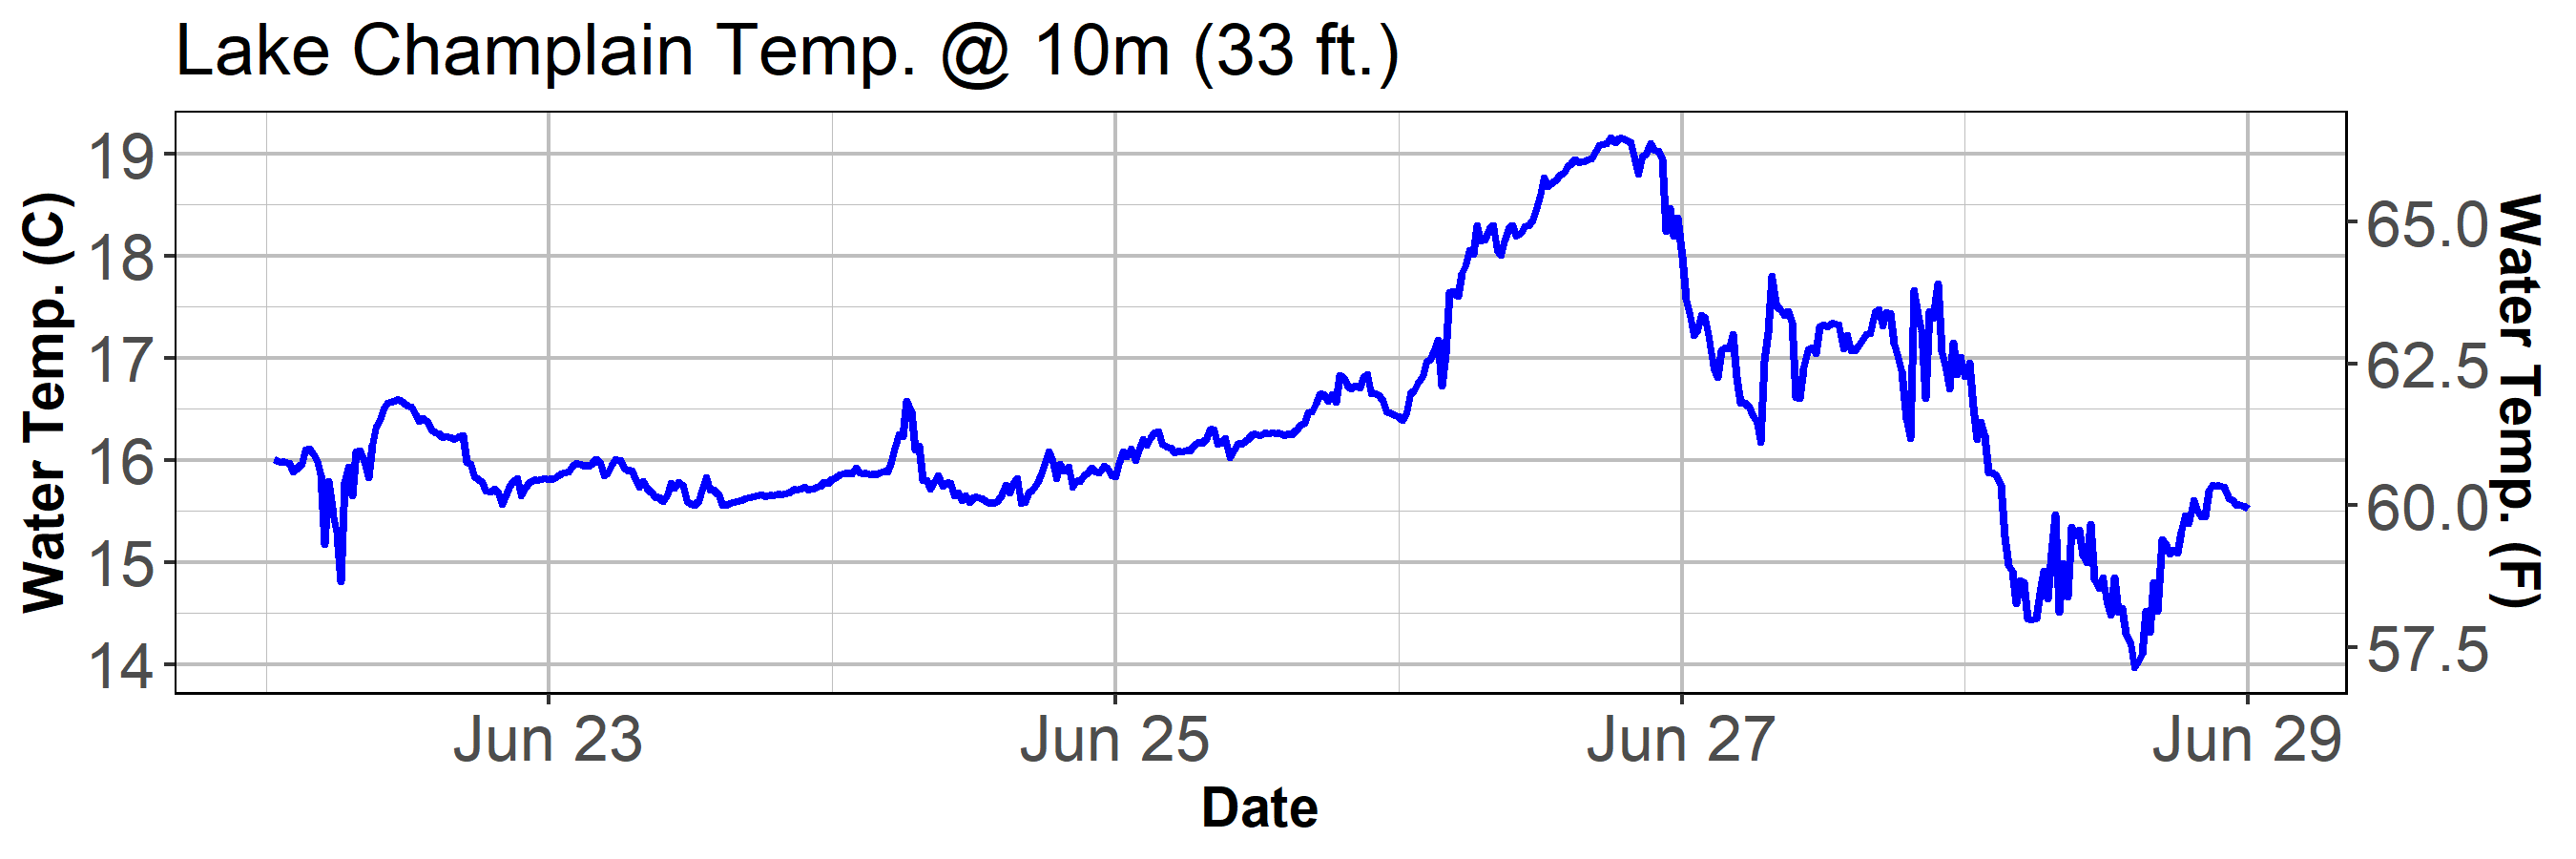 Lake Champlain Temp. @ 10m (33 ft.)
Water Temp. (C)
19
18
17
16
15
14
65.0
62.5
60.0
57.5
Water Temp. (F)
Jun 23 Jun 25 Jun 27 Jun 29
Date